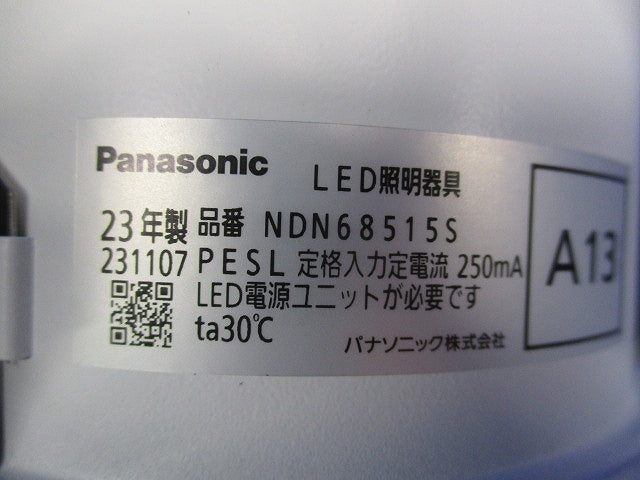 Panasonic LED照明器具
23年製 品番 NDN68515S
231107 PESL 定格入力定電流 250mA
LED電源ユニットが必要です
ta30℃ パナソニック株式会社
A13